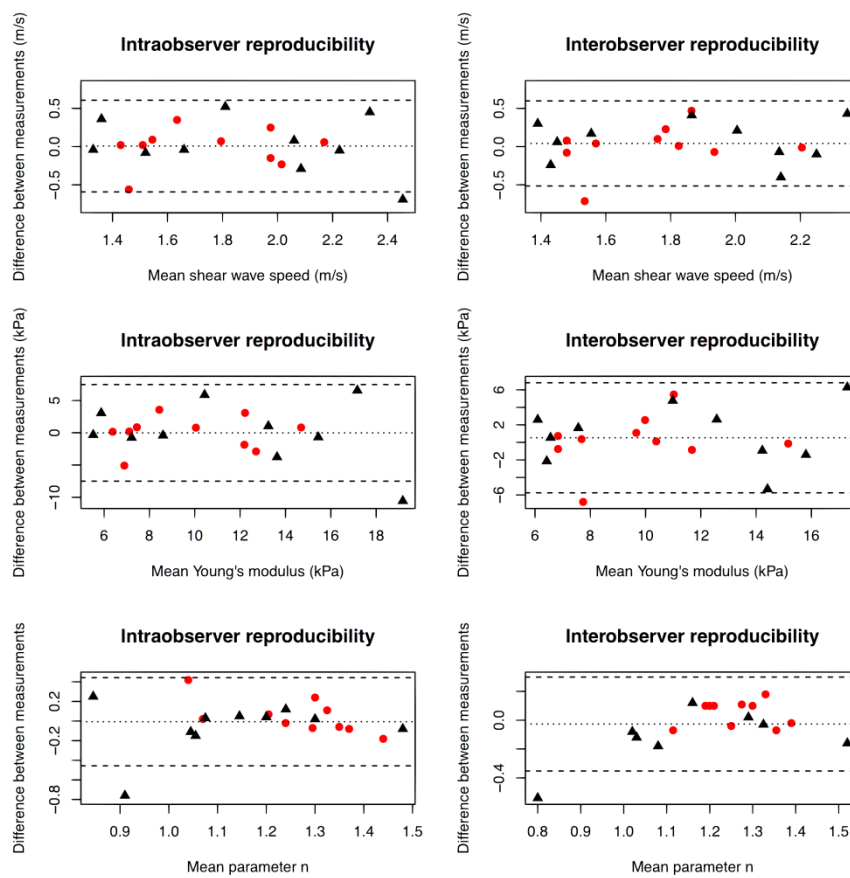 Intraobserver reproducibility
Difference between measurements (m/s)
0.5
0.0
−0.5
1.4 1.6 1.8 2.0 2.2 2.4
Mean shear wave speed (m/s)
Interobserver reproducibility
Difference between measurements (m/s)
0.5
0.0
−0.5
1.4 1.6 1.8 2.0 2.2
Mean shear wave speed (m/s)
Intraobserver reproducibility
Difference between measurements (kPa)
5
0
−10
6 8 10 12 14 16 18
Mean Young's modulus (kPa)
Interobserver reproducibility
Difference between measurements (kPa)
6
2
−2
−6
6 8 10 12 14 16
Mean Young's modulus (kPa)
Intraobserver reproducibility
Difference between measurements
0.2
−0.2
−0.8
0.9 1.0 1.1 1.2 1.3 1.4 1.5
Mean parameter n
Interobserver reproducibility
Difference between measurements
0.0
−0.4
0.8 0.9 1.0 1.1 1.2 1.3 1.4 1.5
Mean parameter n